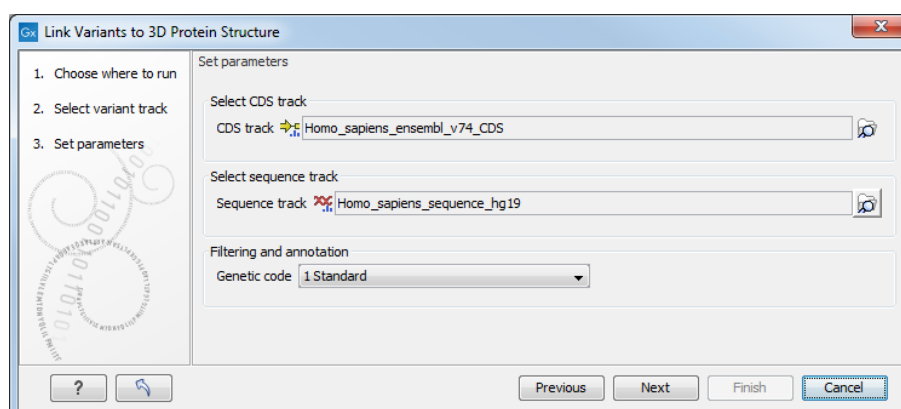 Gx Link Variants to 3D Protein Structure
1. Choose where to run
2. Select variant track
3. Set parameters
Set parameters
Select CDS track
CDS track Homo_sapiens_ensembl_v74_CDS
Select sequence track
Sequence track Homo_sapiens_sequence_hg19
Filtering and annotation
Genetic code 1 Standard
? Previous Next Finish Cancel